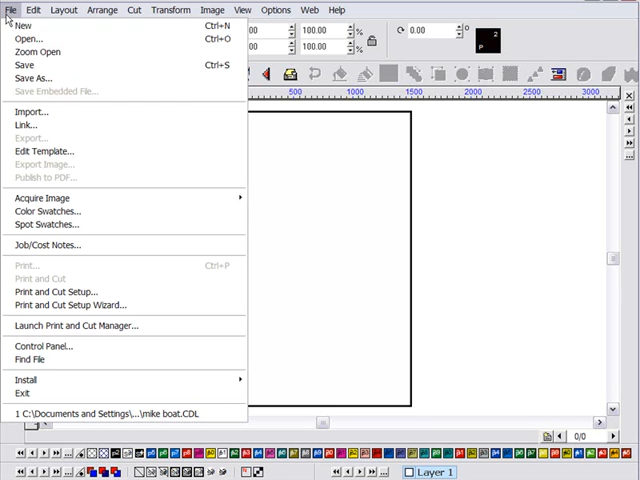 File Edit Layout Arrange Cut Transform Image View Options Web Help
New Ctrl+N
Open... Ctrl+O
Zoom Open
Save Ctrl+S
Save As...
Save Embedded File...
Import...
Link...
Export...
Edit Template...
Export Image...
Publish to PDF...
Acquire Image
Color Swatches...
Spot Swatches...
Job/Cost Notes...
Print... Ctrl+P
Print and Cut
Print and Cut Setup...
Print and Cut Setup Wizard...
Launch Print and Cut Manager...
Control Panel...
Find File
Install
Exit
1 C:\Documents and Settings\...\mike boat.CDL
00 100.00 % 0.00 °
00 100.00 %
2
P
500 1000 1500 2000 2500 3000
0/0
Layer 1